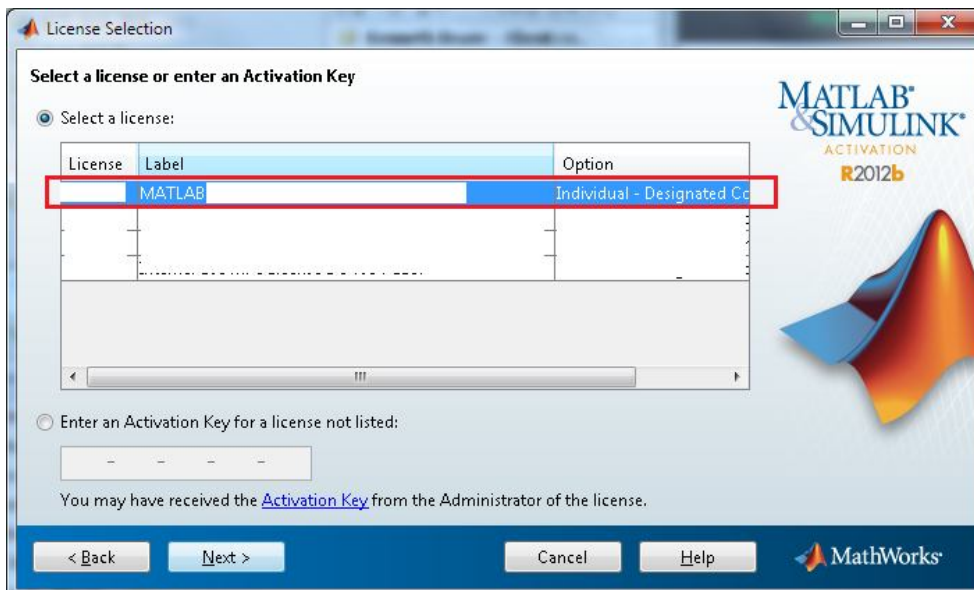 License Selection
Select a license or enter an Activation Key
Select a license:
License Label Option
MATLAB Individual - Designated Co
Enter an Activation Key for a license not listed:
- - - -
You may have received the Activation Key from the Administrator of the license.
< Back Next > Cancel Help
MATLAB®
&SIMULINK®
ACTIVATION
R2012b
MathWorks®